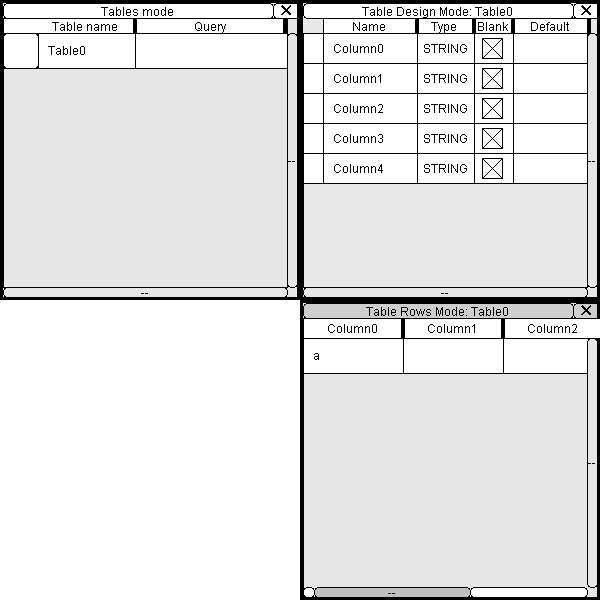 Tables mode
Table name Query
Table0
--
--
Table Design Mode: Table0
Name Type Blank Default
Column0 STRING
Column1 STRING
Column2 STRING
Column3 STRING
Column4 STRING
--
--
Table Rows Mode: Table0
Column0 Column1 Column2
a
--
--